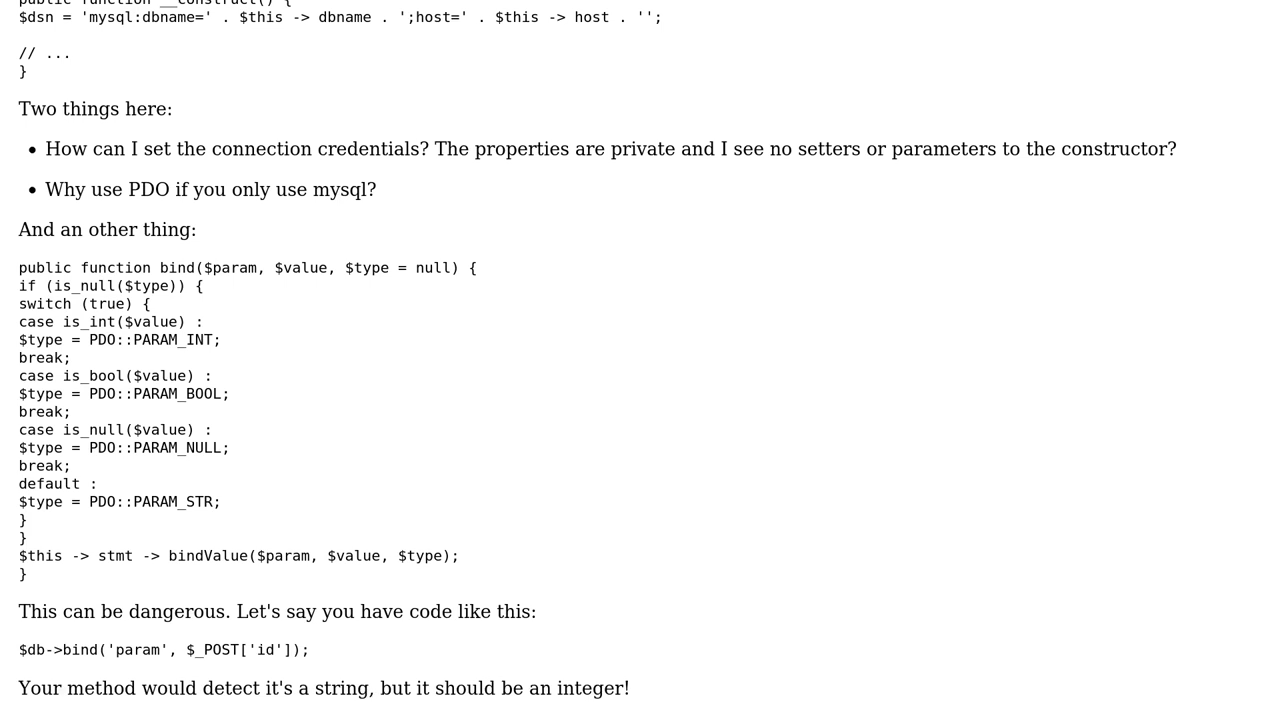 public function __construct() {
$dsn = 'mysql:dbname=' . $this -> dbname . ';host=' . $this -> host . '';
// ...
}
Two things here:
• How can I set the connection credentials? The properties are private and I see no setters or parameters to the constructor?
• Why use PDO if you only use mysql?
And an other thing:
public function bind($param, $value, $type = null) {
if (is_null($type)) {
switch (true) {
case is_int($value) :
$type = PDO::PARAM_INT;
break;
case is_bool($value) :
$type = PDO::PARAM_BOOL;
break;
case is_null($value) :
$type = PDO::PARAM_NULL;
break;
default :
$type = PDO::PARAM_STR;
}
}
$this -> stmt -> bindValue($param, $value, $type);
}
This can be dangerous. Let's say you have code like this:
$db->bind('param', $_POST['id']);
Your method would detect it's a string, but it should be an integer!